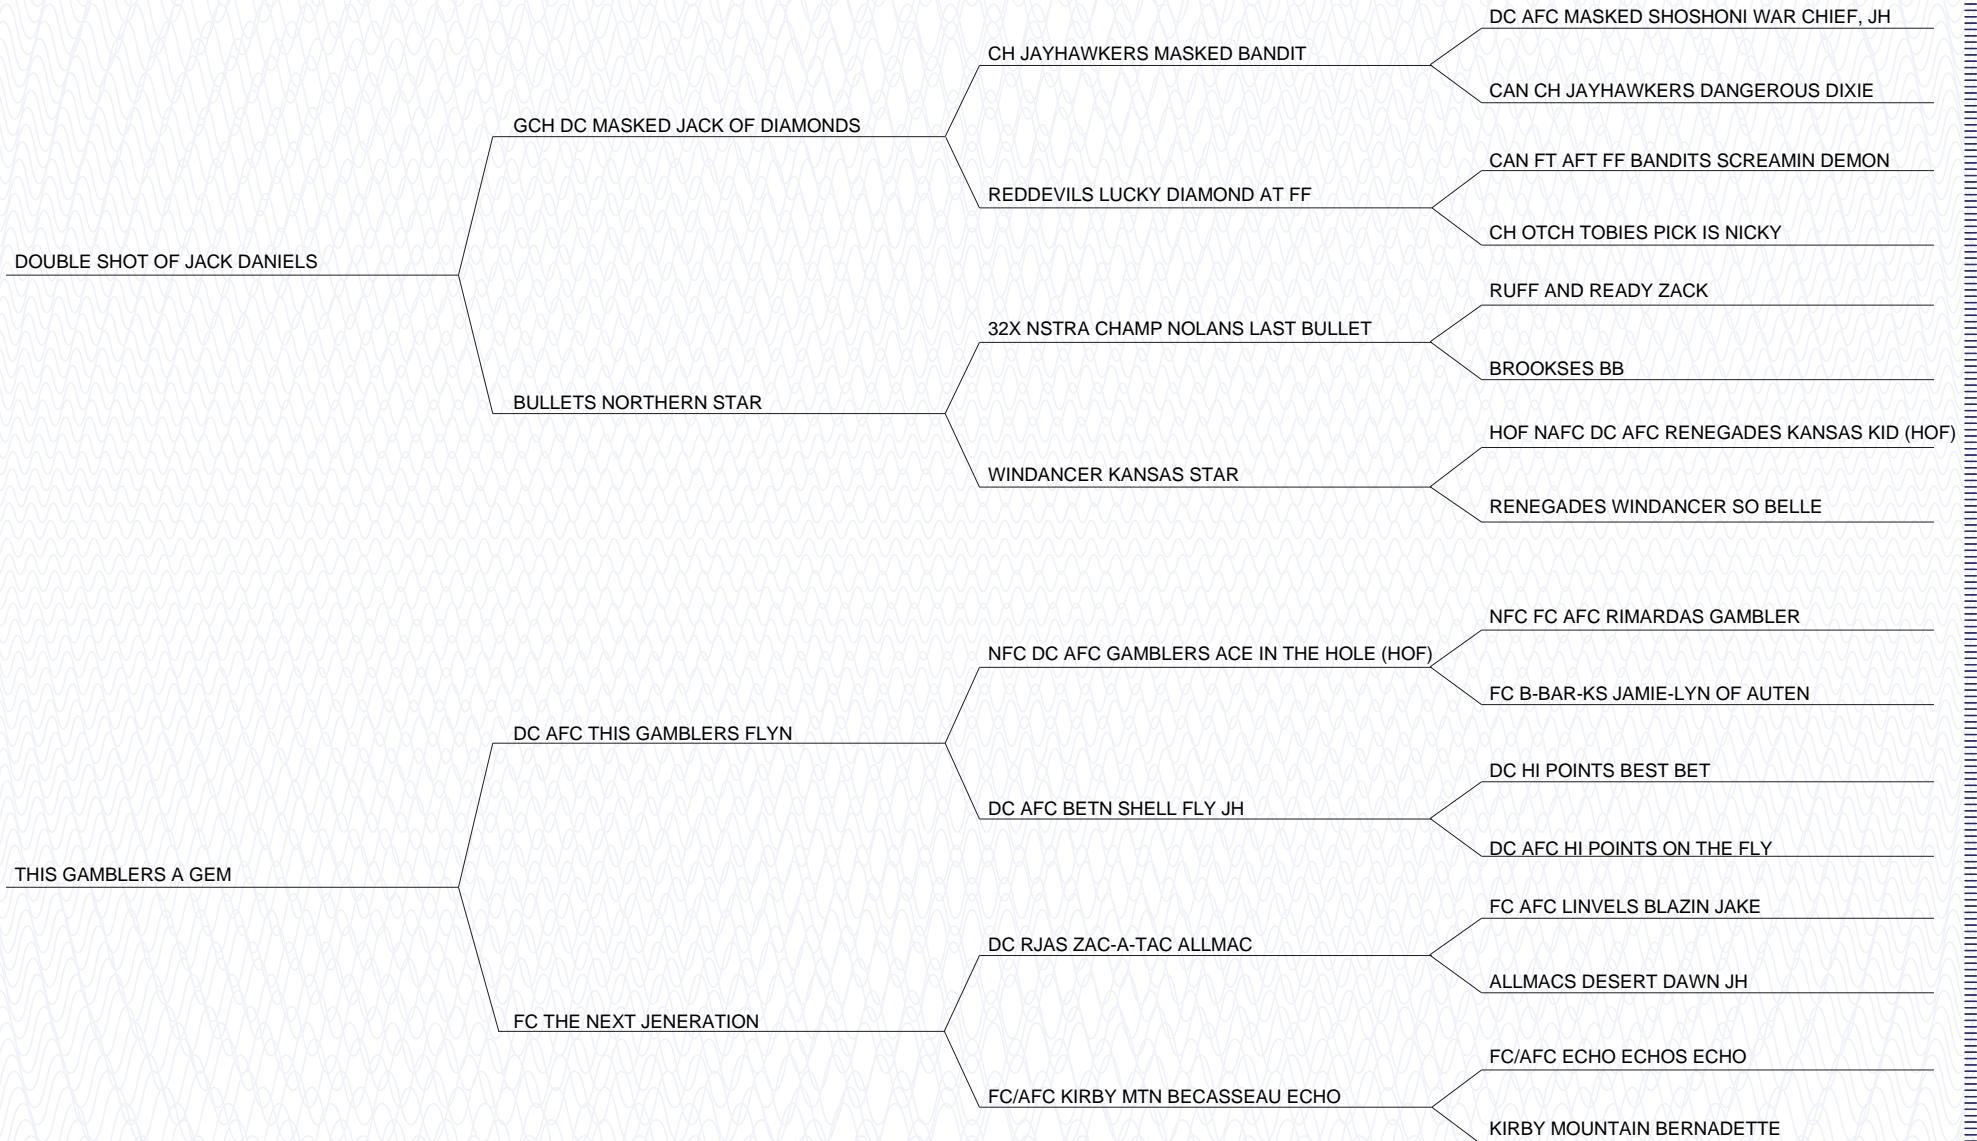 DC AFC MASKED SHOSHONI WAR CHIEF, JH
CH JAYHAWKERS MASKED BANDIT
CAN CH JAYHAWKERS DANGEROUS DIXIE
GCH DC MASKED JACK OF DIAMONDS
CAN FT AFT FF BANDITS SCREAMIN DEMON
REDDEVILS LUCKY DIAMOND AT FF
CH OTCH TOBIES PICK IS NICKY
DOUBLE SHOT OF JACK DANIELS
RUFF AND READY ZACK
32X NSTRA CHAMP NOLANS LAST BULLET
BROOKSES BB
BULLETS NORTHERN STAR
HOF NAFC DC AFC RENEGADES KANSAS KID (HOF)
WINDANCER KANSAS STAR
RENEGADES WINDANCER SO BELLE
NFC FC AFC RIMARDAS GAMBLER
NFC DC AFC GAMBLERS ACE IN THE HOLE (HOF)
FC B-BAR-KS JAMIE-LYN OF AUTEN
DC AFC THIS GAMBLERS FLYN
DC HI POINTS BEST BET
DC AFC BETN SHELL FLY JH
DC AFC HI POINTS ON THE FLY
THIS GAMBLERS A GEM
FC AFC LINVELS BLAZIN JAKE
DC RJAS ZAC-A-TAC ALLMAC
ALLMACS DESERT DAWN JH
FC THE NEXT JENERATION
FC/AFC ECHO ECHOS ECHO
FC/AFC KIRBY MTN BECASSEAU ECHO
KIRBY MOUNTAIN BERNADETTE